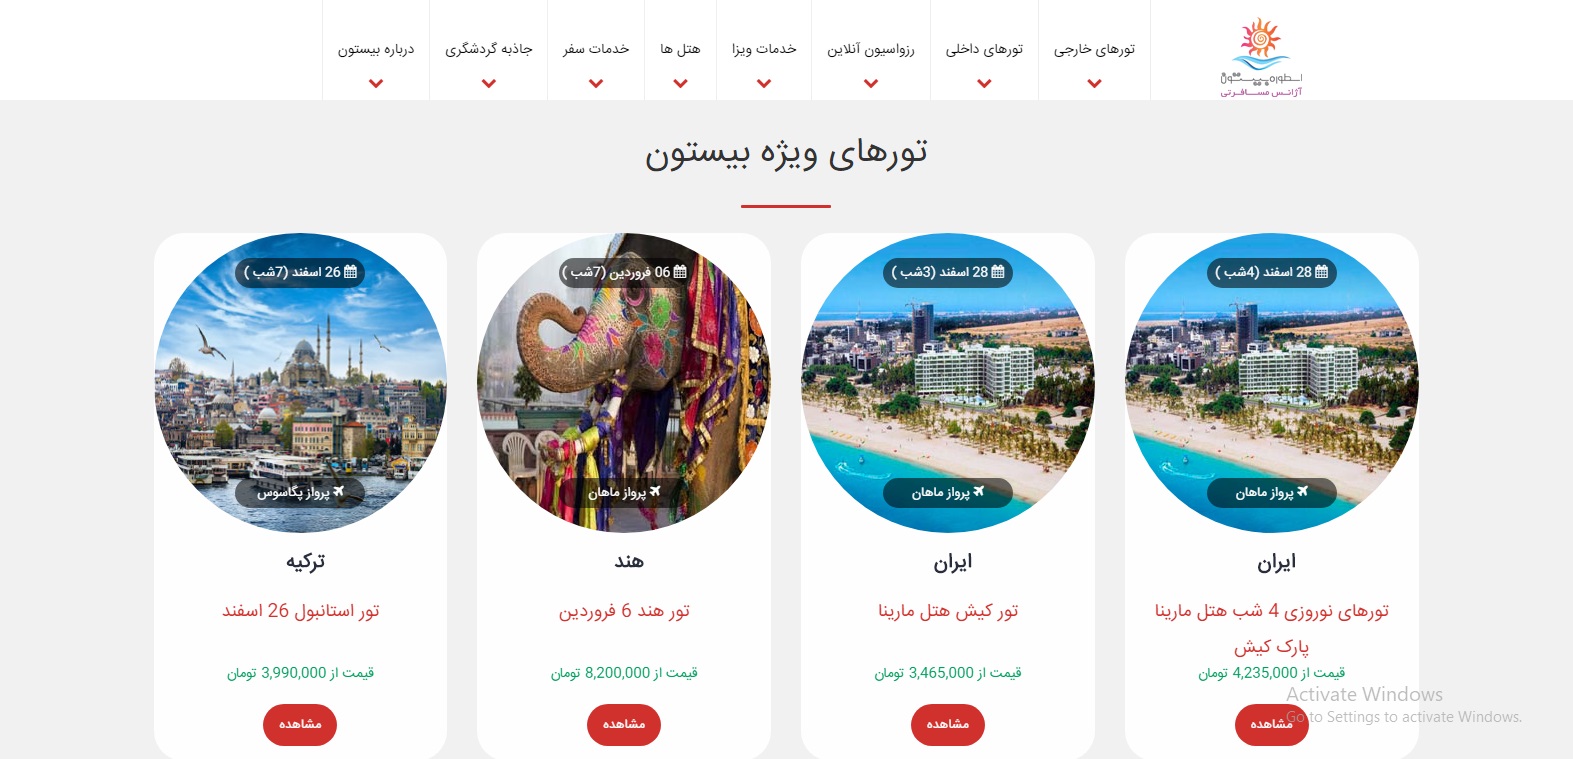 اسطوره بیستون
آژانس مسافرتی
تورهای خارجی
تورهای داخلی
رزواسیون آنلاین
خدمات ویزا
هتل ها
خدمات سفر
جاذبه گردشگری
درباره بیستون
تورهای ویژه بیستون
28 اسفند (4شب )
پرواز ماهان
ایران
تورهای نوروزی 4 شب هتل مارینا
پارک کیش
قیمت از 4,235,000 تومان
مشاهده
28 اسفند (3شب )
پرواز ماهان
ایران
تور کیش هتل مارینا
قیمت از 3,465,000 تومان
مشاهده
06 فروردین (7شب )
پرواز ماهان
هند
تور هند 6 فروردین
قیمت از 8,200,000 تومان
مشاهده
26 اسفند (7شب )
پرواز پگاسوس
ترکیه
تور استانبول 26 اسفند
قیمت از 3,990,000 تومان
مشاهده
Activate Windows
Go to Settings to activate Windows.